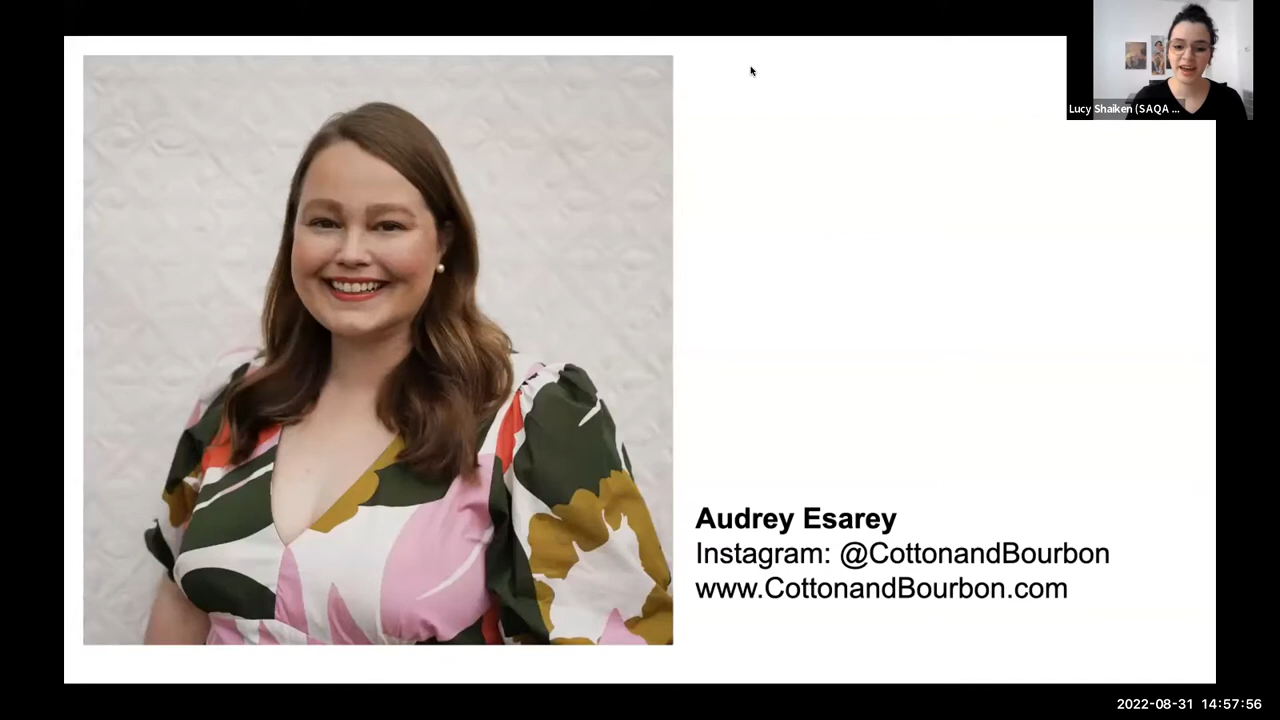 Lucy Shaiken (SAQA ...
Audrey Esarey
Instagram: @CottonandBourbon
www.CottonandBourbon.com
2022-08-31 14:57:56